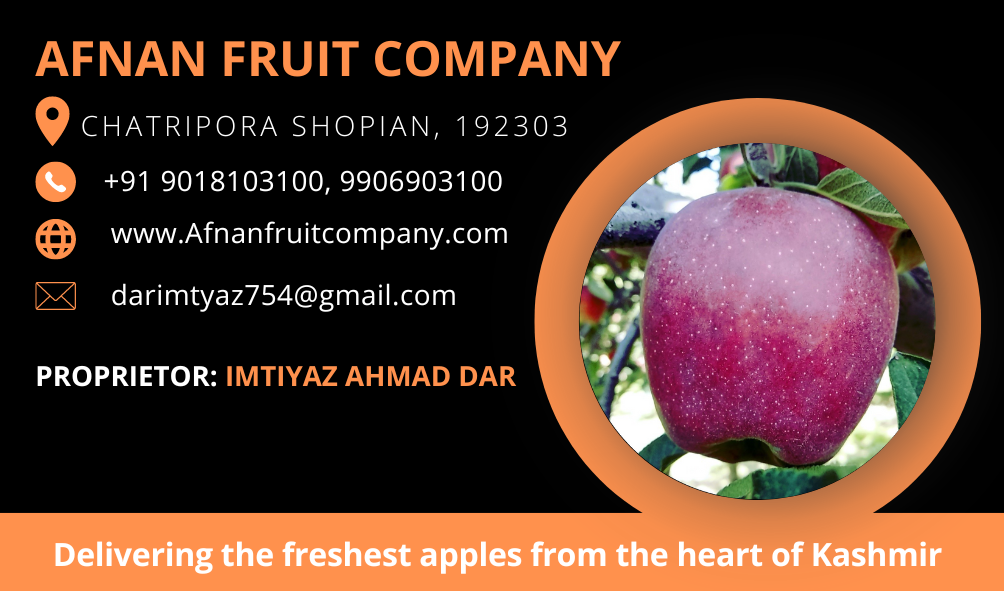 AFNAN FRUIT COMPANY
CHATRIPORA SHOPIAN, 192303
+91 9018103100, 9906903100
www.Afnanfruitcompany.com
darimtyaz754@gmail.com
PROPRIETOR: IMTIYAZ AHMAD DAR
Delivering the freshest apples from the heart of Kashmir